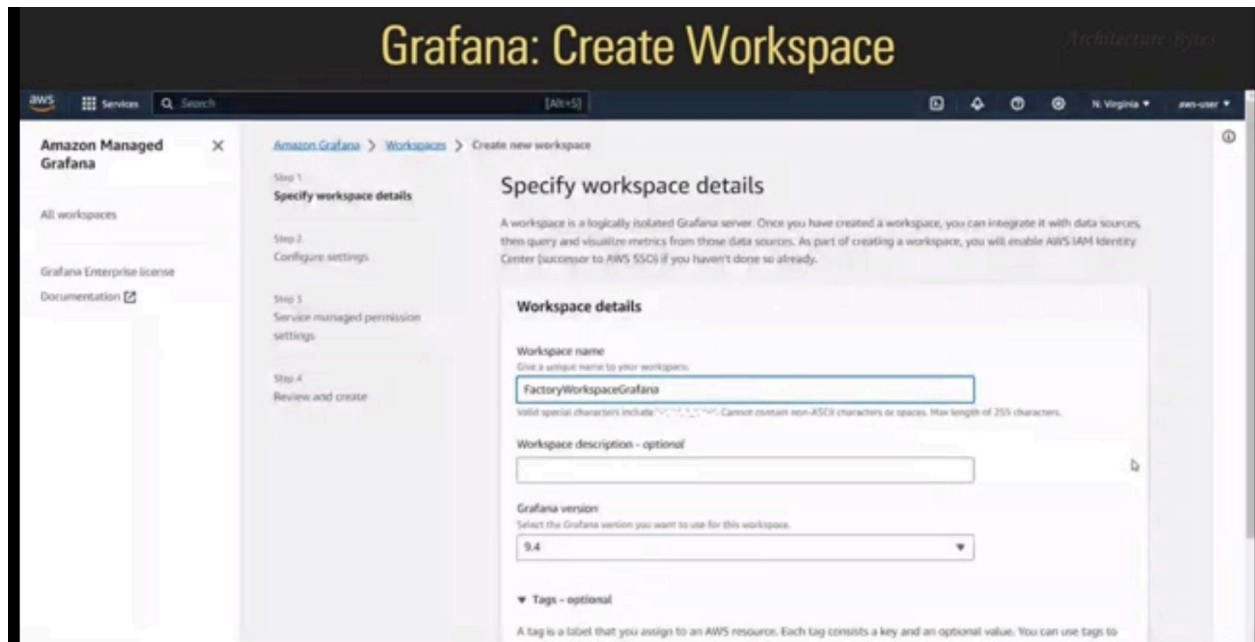 Grafana: Create Workspace
Architecture Bytes
aws
Services
Search
[Alt+S]
N. Virginia
aws-user
Amazon Managed
Grafana
All workspaces
Grafana Enterprise license
Documentation
Amazon Grafana > Workspaces > Create new workspace
Step 1
Specify workspace details
Step 2
Configure settings
Step 3
Service managed permission
settings
Step 4
Review and create
Specify workspace details
A workspace is a logically isolated Grafana server. Once you have created a workspace, you can integrate it with data sources,
then query and visualize metrics from those data sources. As part of creating a workspace, you will enable AWS IAM Identity
Center (successor to AWS SSO) if you haven't done so already.
Workspace details
Workspace name
Give a unique name to your workspace.
FactoryWorkspaceGrafana
Valid special characters include Cannot contain non-ASCII characters or spaces. Max length of 255 characters.
Workspace description - optional
Grafana version
Select the Grafana version you want to use for this workspace.
9.4
Tags - optional
A tag is a label that you assign to an AWS resource. Each tag consists a key and an optional value. You can use tags to